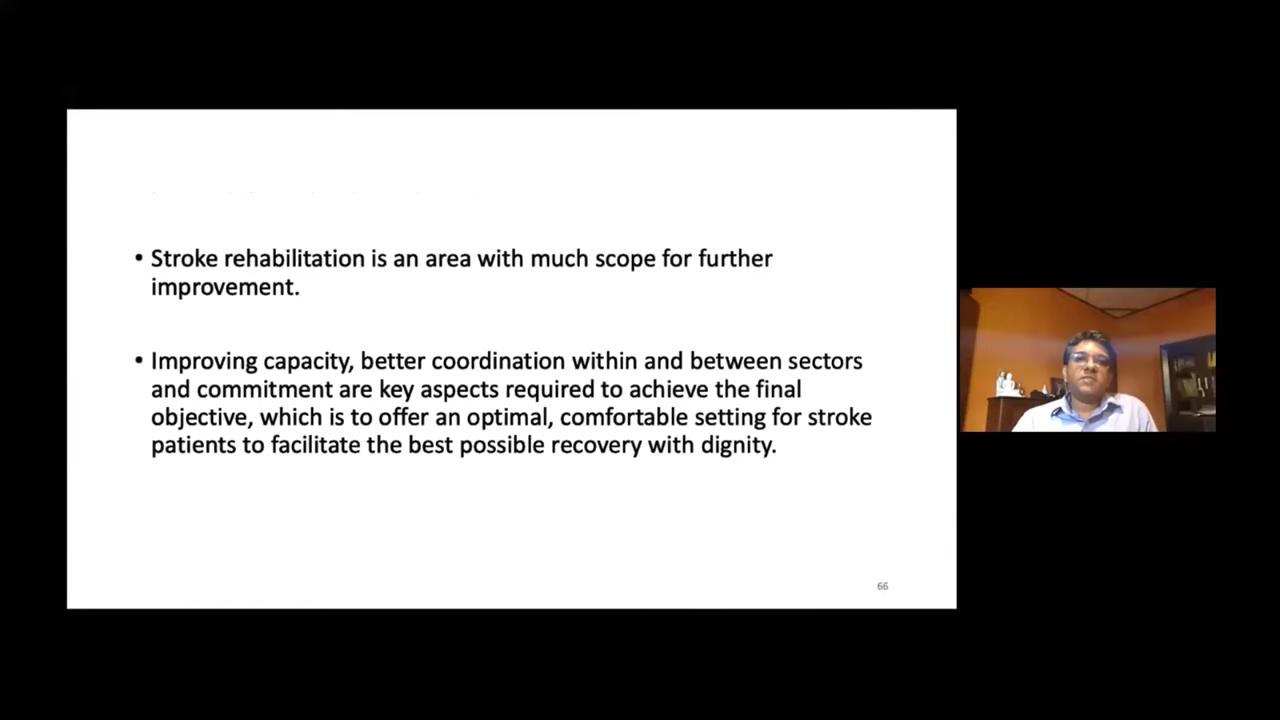 • Stroke rehabilitation is an area with much scope for further
improvement.
• Improving capacity, better coordination within and between sectors
and commitment are key aspects required to achieve the final
objective, which is to offer an optimal, comfortable setting for stroke
patients to facilitate the best possible recovery with dignity.
66